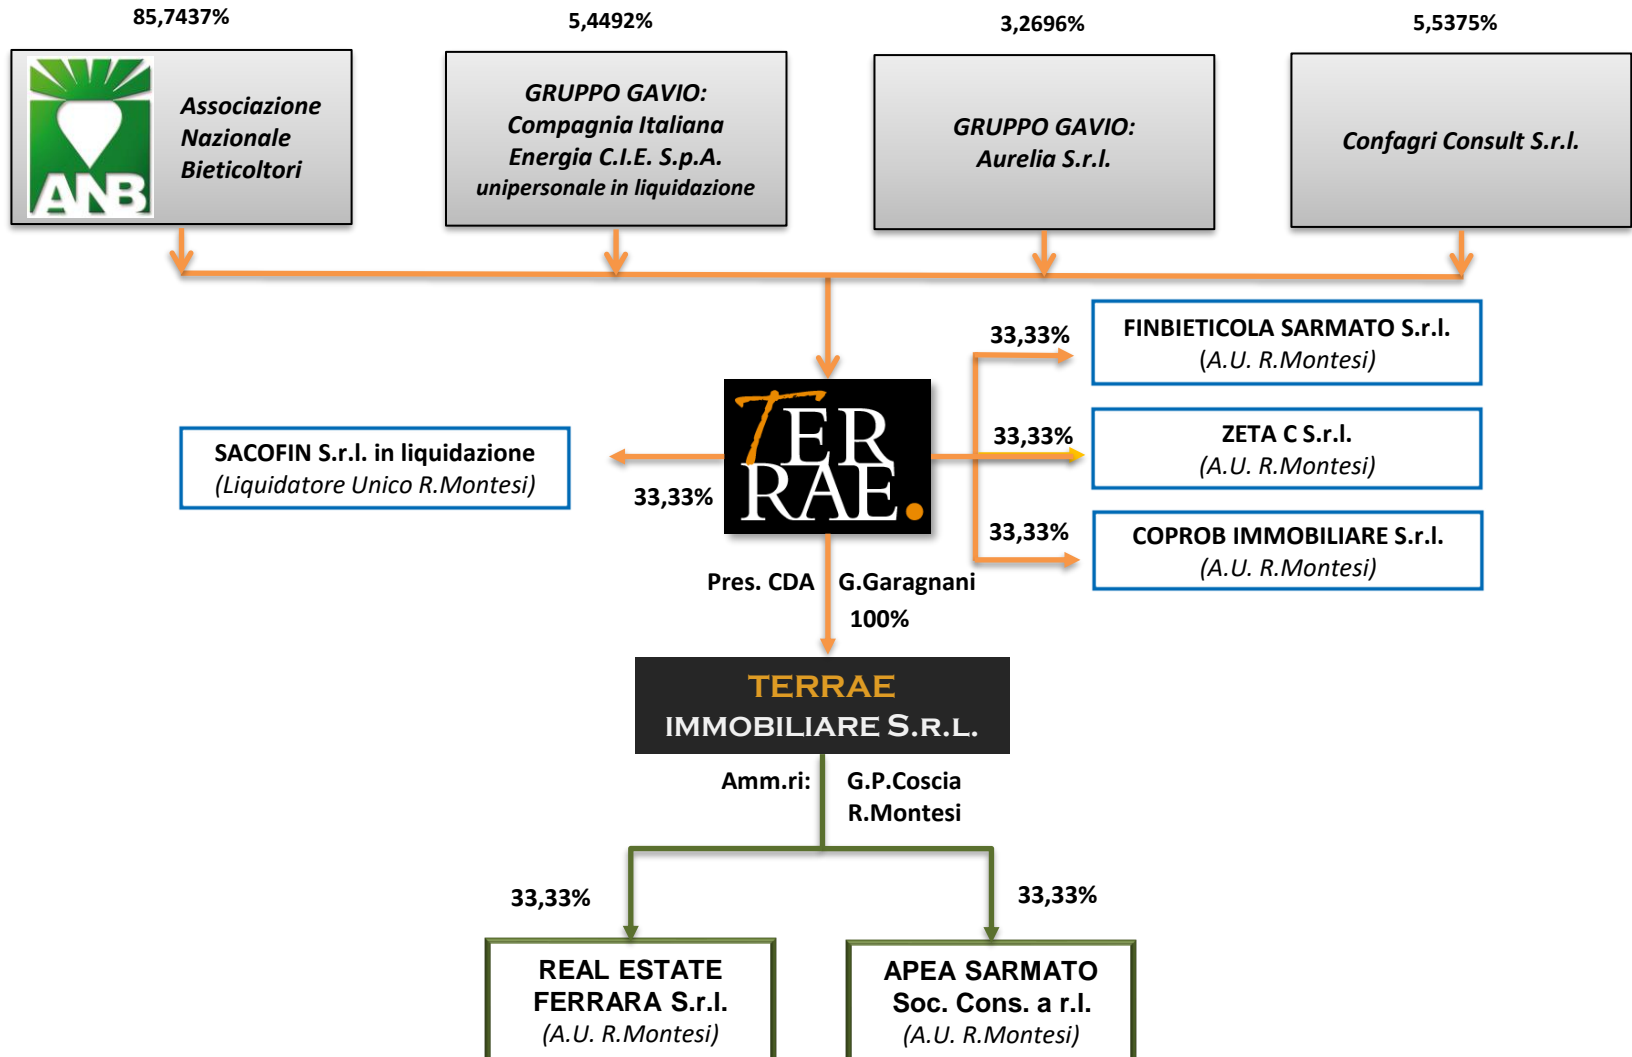 85,7437%
5,4492%
3,2696%
5,5375%
ANB
Associazione
Nazionale
Bieticoltori
GRUPPO GAVIO:
Compagnia Italiana
Energia C.I.E. S.p.A.
unipersonale in liquidazione
GRUPPO GAVIO:
Aurelia S.r.l.
Confagri Consult S.r.l.
33,33%
FINBIETICOLA SARMATO S.r.l.
(A.U. R.Montesi)
SACOFIN S.r.l. in liquidazione
(Liquidatore Unico R.Montesi)
33,33%
TER
RAE.
33,33%
ZETA C S.r.l.
(A.U. R.Montesi)
33,33%
COPROB IMMOBILIARE S.r.l.
(A.U. R.Montesi)
Pres. CDA G.Garagnani
100%
TERRAE
IMMOBILIARE S.R.L.
Amm.ri: G.P.Coscia
R.Montesi
33,33%
33,33%
REAL ESTATE
FERRARA S.r.l.
(A.U. R.Montesi)
APEA SARMATO
Soc. Cons. a r.l.
(A.U. R.Montesi)